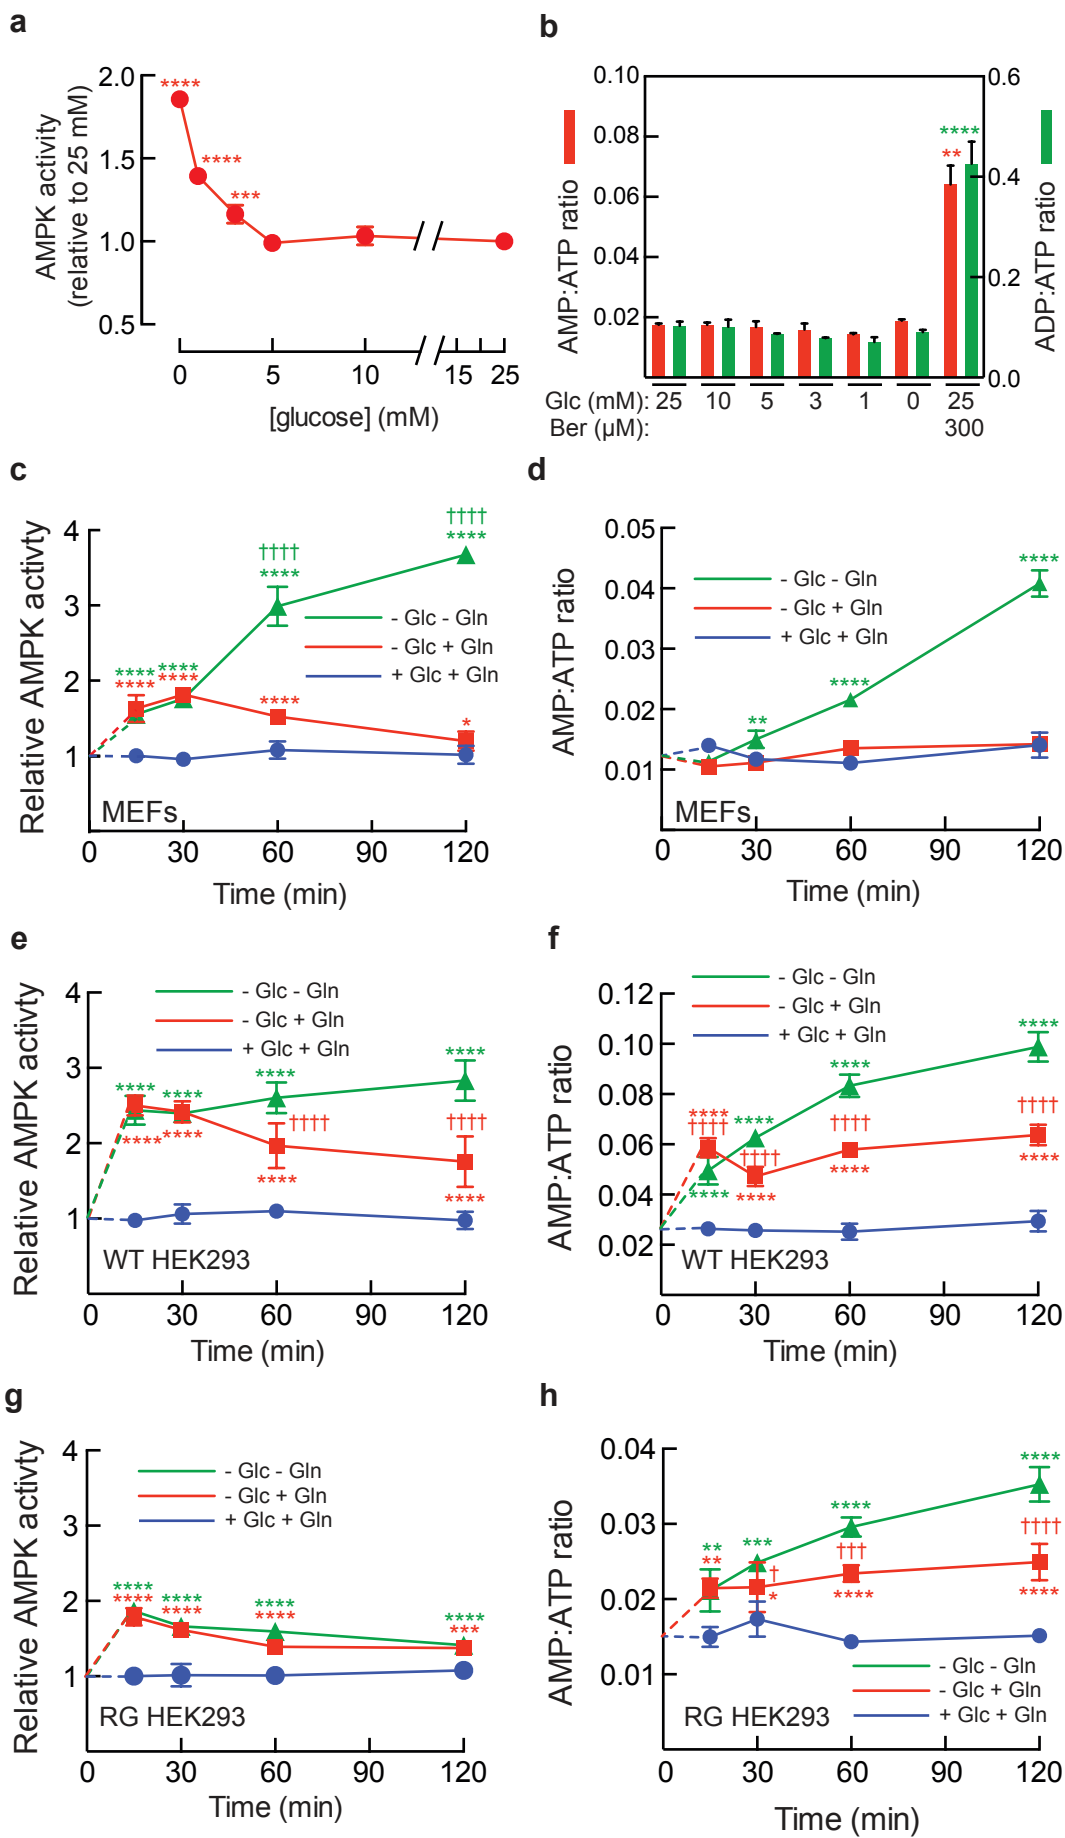 a
AMPK activity
(relative to 25 mM)
2.0
1.5
1.0
0.5
****
****
***
0 5 10 15 25
[glucose] (mM)
b
AMP:ATP ratio
0.10
0.08
0.06
0.04
0.02
ADP:ATP ratio
0.6
0.4
0.2
0.0
****
**
Glc (mM): 25 10 5 3 1 0 25
Ber (µM): 300
c
Relative AMPK activty
4
3
2
1
††††
****
††††
****
****
****
****
****
****
*
- Glc - Gln
- Glc + Gln
+ Glc + Gln
MEFs
0 30 60 90 120
Time (min)
d
AMP:ATP ratio
0.05
0.04
0.03
0.02
0.01
- Glc - Gln
- Glc + Gln
+ Glc + Gln
****
****
**
MEFs
0 30 60 90 120
Time (min)
e
Relative AMPK activty
4
3
2
1
- Glc - Gln
- Glc + Gln
+ Glc + Gln
****
****
****
****
****
****
††††
****
††††
****
WT HEK293
0 30 60 90 120
Time (min)
f
AMP:ATP ratio
0.12
0.10
0.08
0.06
0.04
0.02
- Glc - Gln
- Glc + Gln
+ Glc + Gln
****
††††
****
****
††††
****
****
††††
****
****
††††
****
WT HEK293
0 30 60 90 120
Time (min)
g
Relative AMPK activty
4
3
2
1
- Glc - Gln
- Glc + Gln
+ Glc + Gln
****
****
****
****
****
****
****
***
RG HEK293
0 30 60 90 120
Time (min)
h
AMP:ATP ratio
0.04
0.03
0.02
0.01
**
**
***
†
*
****
†††
****
****
††††
****
- Glc - Gln
- Glc + Gln
+ Glc + Gln
RG HEK293
0 30 60 90 120
Time (min)